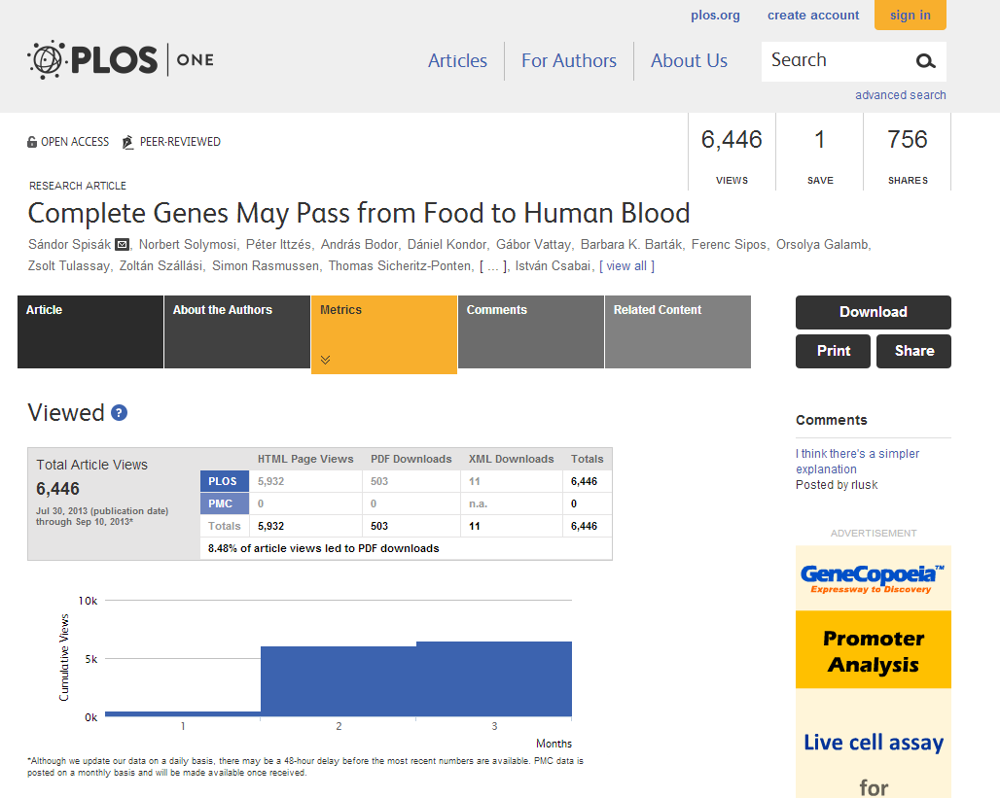 plos.org create account sign in
PLOS ONE
Articles For Authors About Us Search
advanced search
OPEN ACCESS PEER-REVIEWED
6,446 1 756
VIEWS SAVE SHARES
RESEARCH ARTICLE
Complete Genes May Pass from Food to Human Blood
Sándor Spisák, Norbert Solymosi, Péter Ittzés, András Bodor, Dániel Kondor, Gábor Vattay, Barbara K. Barták, Ferenc Sipos, Orsolya Galamb,
Zsolt Tulassay, Zoltán Szállási, Simon Rasmussen, Thomas Sicheritz-Ponten, [ ... ], István Csabai, [ view all ]
Article About the Authors Metrics Comments Related Content
Download
Print Share
Viewed ?
Comments
I think there's a simpler
explanation
Posted by rlusk
Total Article Views
6,446
Jul 30, 2013 (publication date)
through Sep 10, 2013*
HTML Page Views PDF Downloads XML Downloads Totals
PLOS 5,932 503 11 6,446
PMC 0 0 n.a. 0
Totals 5,932 503 11 6,446
8.48% of article views led to PDF downloads
ADVERTISEMENT
GeneCopoeia™
Expressway to Discovery
Promoter
Analysis
Live cell assay
for
Cumulative Views
10k
5k
0k
1 2 3
Months
*Although we update our data on a daily basis, there may be a 48-hour delay before the most recent numbers are available. PMC data is
posted on a monthly basis and will be made available once received.